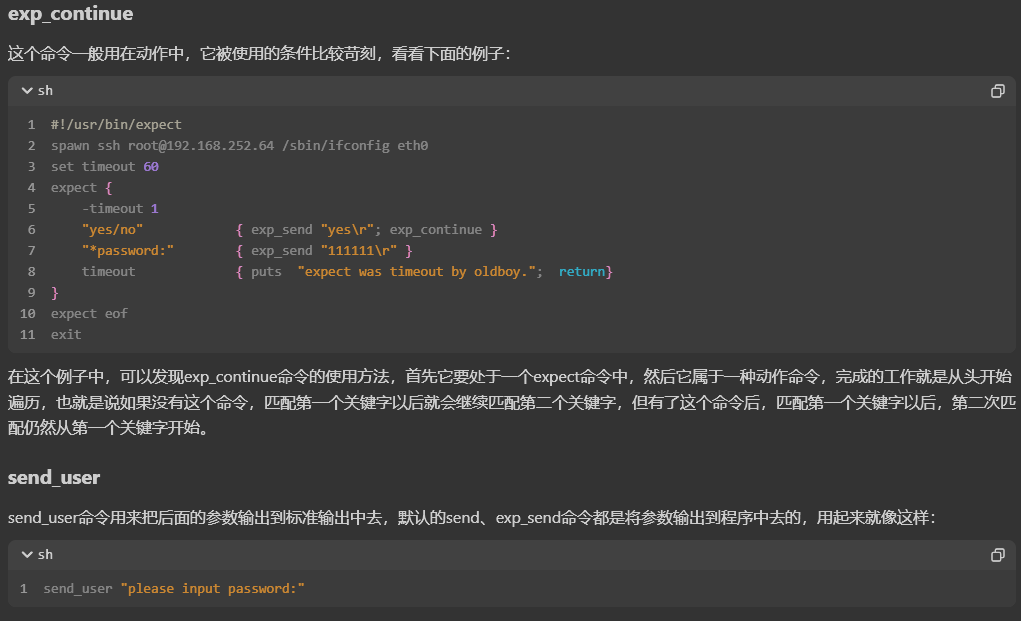 exp_continue
这个命令一般用在动作中，它被使用的条件比较苛刻，看看下面的例子：
sh
1 #!/usr/bin/expect
2 spawn ssh root@192.168.252.64 /sbin/ifconfig eth0
3 set timeout 60
4 expect {
5     -timeout 1
6     "yes/no"            { exp_send "yes\r"; exp_continue }
7     "*password:"        { exp_send "111111\r" }
8     timeout             { puts  "expect was timeout by oldboy.";  return}
9 }
10 expect eof
11 exit
在这个例子中，可以发现exp_continue命令的使用方法，首先它要处于一个expect命令中，然后它属于一种动作命令，完成的工作就是从头开始
遍历，也就是说如果没有这个命令，匹配第一个关键字以后就会继续匹配第二个关键字，但有了这个命令后，匹配第一个关键字以后，第二次匹
配仍然从第一个关键字开始。
send_user
send_user命令用来把后面的参数输出到标准输出中去，默认的send、exp_send命令都是将参数输出到程序中去的，用起来就像这样：
sh
1 send_user "please input password:"